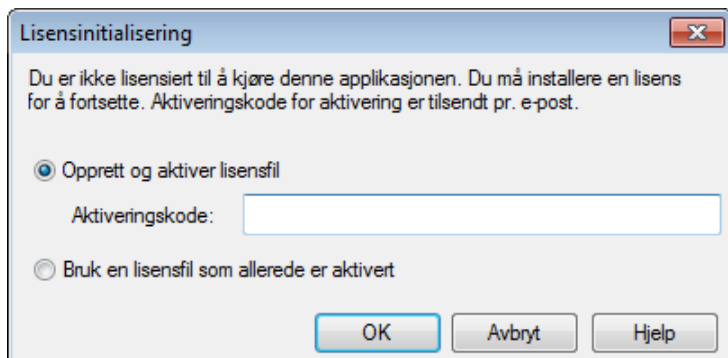 Lisensinitialisering
Du er ikke lisensiert til å kjøre denne applikasjonen. Du må installere en lisens
for å fortsette. Aktiveringskode for aktivering er tilsendt pr. e-post.
Opprett og aktiver lisensfil
Aktiveringskode:
Bruk en lisensfil som allerede er aktivert
OK Avbryt Hjelp